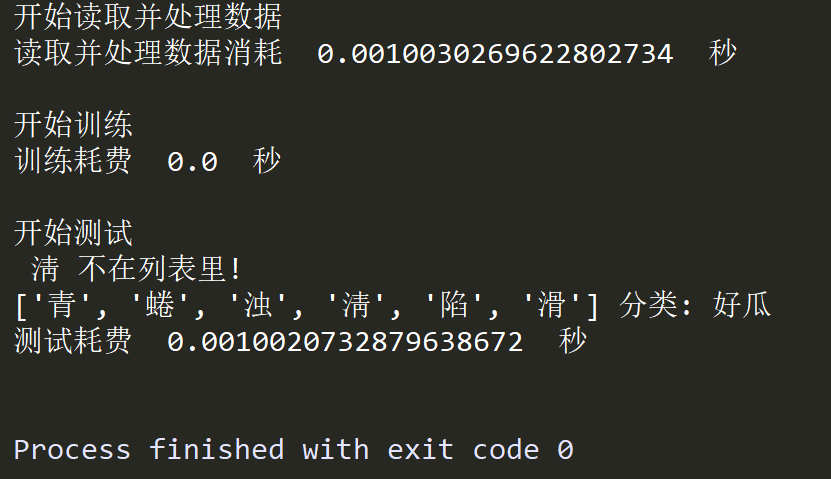 开始读取并处理数据
读取并处理数据消耗  0.0010030269622802734  秒
开始训练
训练耗费  0.0  秒
开始测试
 淸 不在列表里!
['青', '蜷', '浊', '淸', '陷', '滑'] 分类: 好瓜
测试耗费  0.0010020732879638672  秒
Process finished with exit code 0